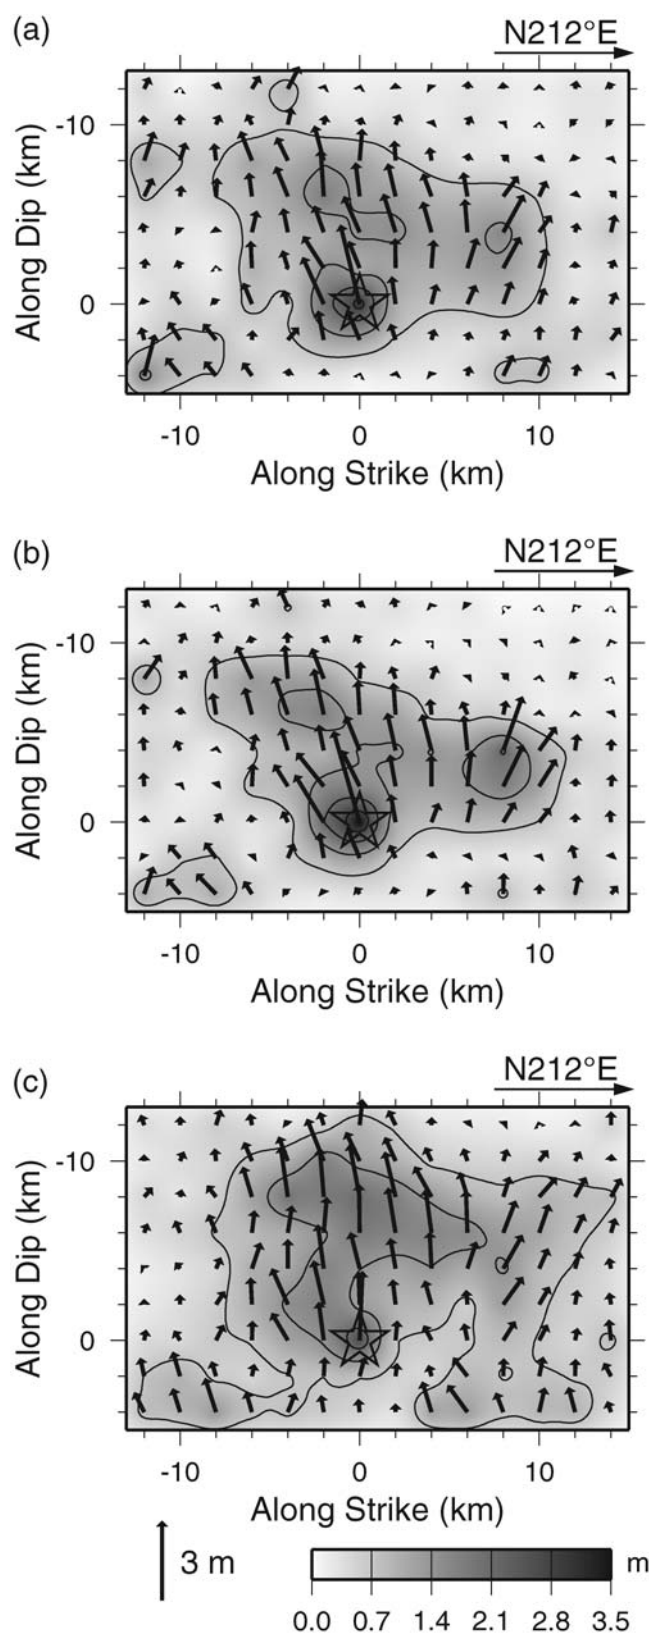 (a)
N212°E
-10
0
Along Dip (km)
-10 0 10
Along Strike (km)
(b)
N212°E
-10
0
Along Dip (km)
-10 0 10
Along Strike (km)
(c)
N212°E
-10
0
Along Dip (km)
-10 0 10
Along Strike (km)
3 m
m
0.0 0.7 1.4 2.1 2.8 3.5